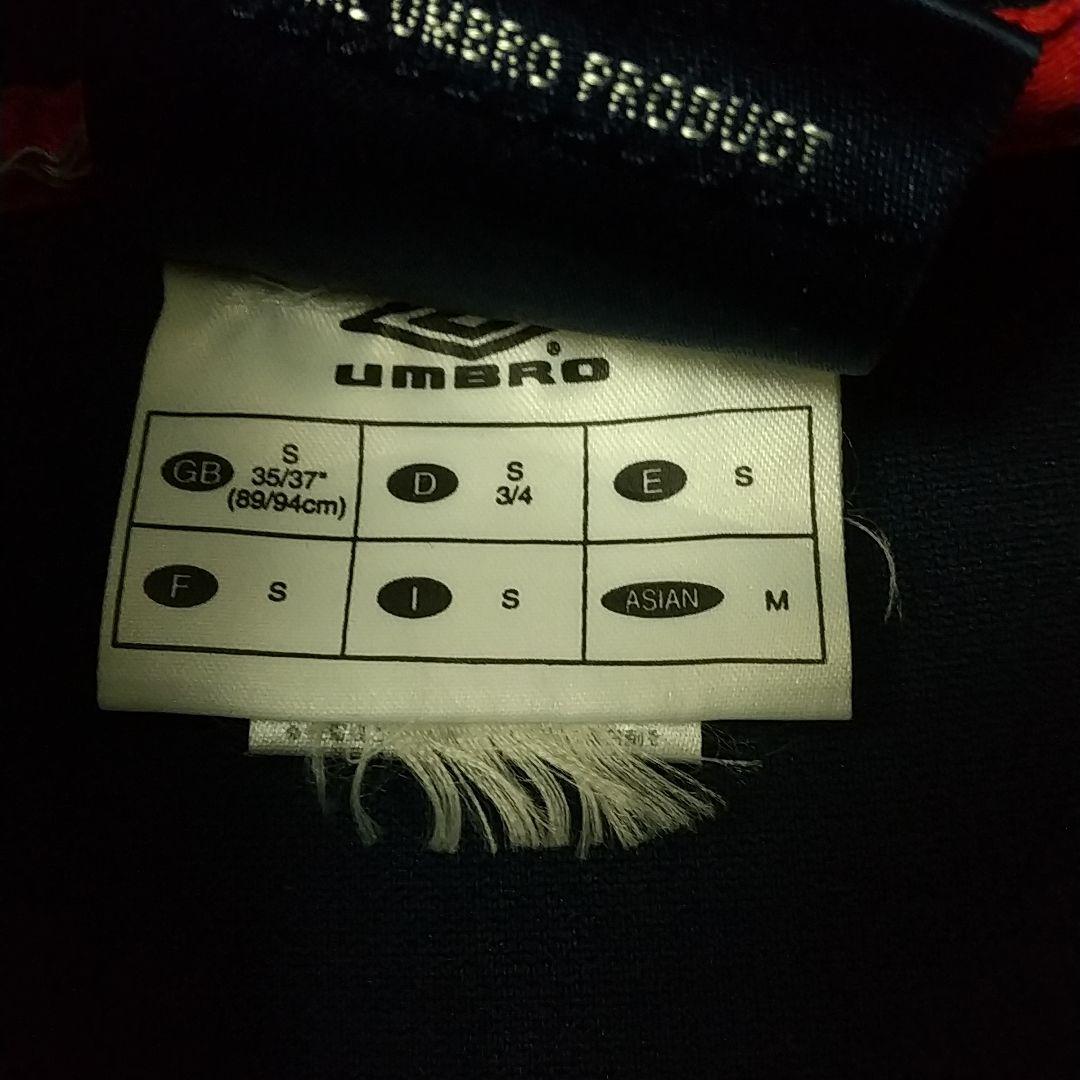 UMBRO PRODUCT
UMBRO®
GB S
35/37"
(89/94cm)
D S
3/4
E S
F S
I S
ASIAN M